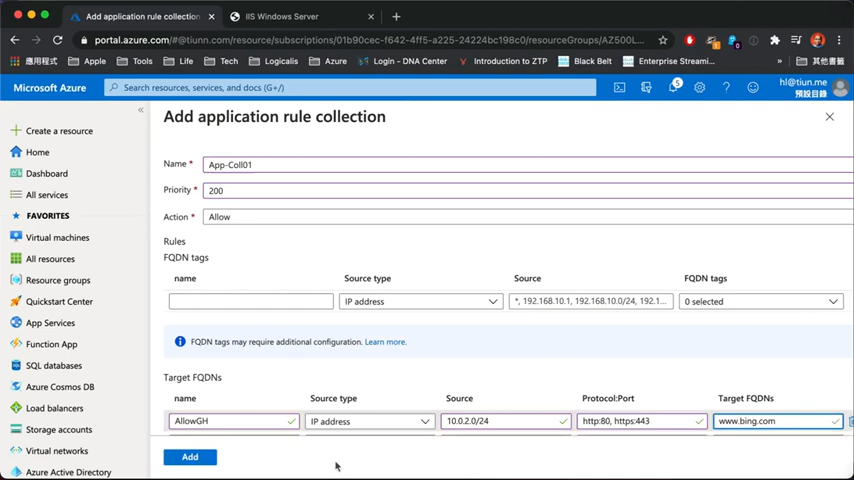 Add application rule collection
IIS Windows Server
portal.azure.com/#@tiunn.com/resource/subscriptions/01b90cec-f642-4ff5-a225-24224bc198c0/resourceGroups/AZ500L...
應用程式
Apple
Tools
Life
Tech
Logicalis
Azure
Login - DNA Center
Introduction to ZTP
Black Belt
Enterprise Streami...
其他書籤
Microsoft Azure
Search resources, services, and docs (G+/)
5
hl@tiun.me
預設目錄
Create a resource
Home
Dashboard
All services
FAVORITES
Virtual machines
All resources
Resource groups
Quickstart Center
App Services
Function App
SQL databases
Azure Cosmos DB
Load balancers
Storage accounts
Virtual networks
Azure Active Directory
Add application rule collection
Name * App-Coll01
Priority * 200
Action * Allow
Rules
FQDN tags
name Source type Source FQDN tags
IP address *, 192.168.10.1, 192.168.10.0/24, 192.1... 0 selected
FQDN tags may require additional configuration. Learn more.
Target FQDNs
name Source type Source Protocol:Port Target FQDNs
AllowGH IP address 10.0.2.0/24 http:80, https:443 www.bing.com
Add